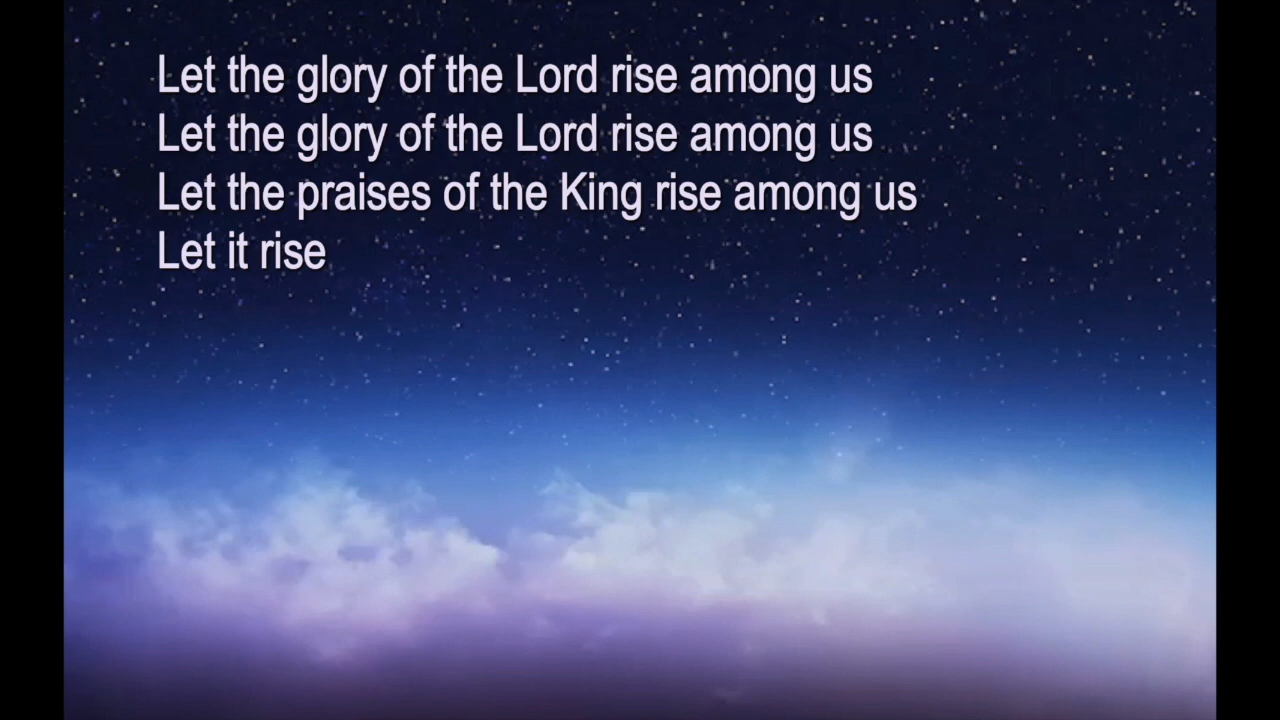 Let the glory of the Lord rise among us
Let the glory of the Lord rise among us
Let the praises of the King rise among us
Let it rise